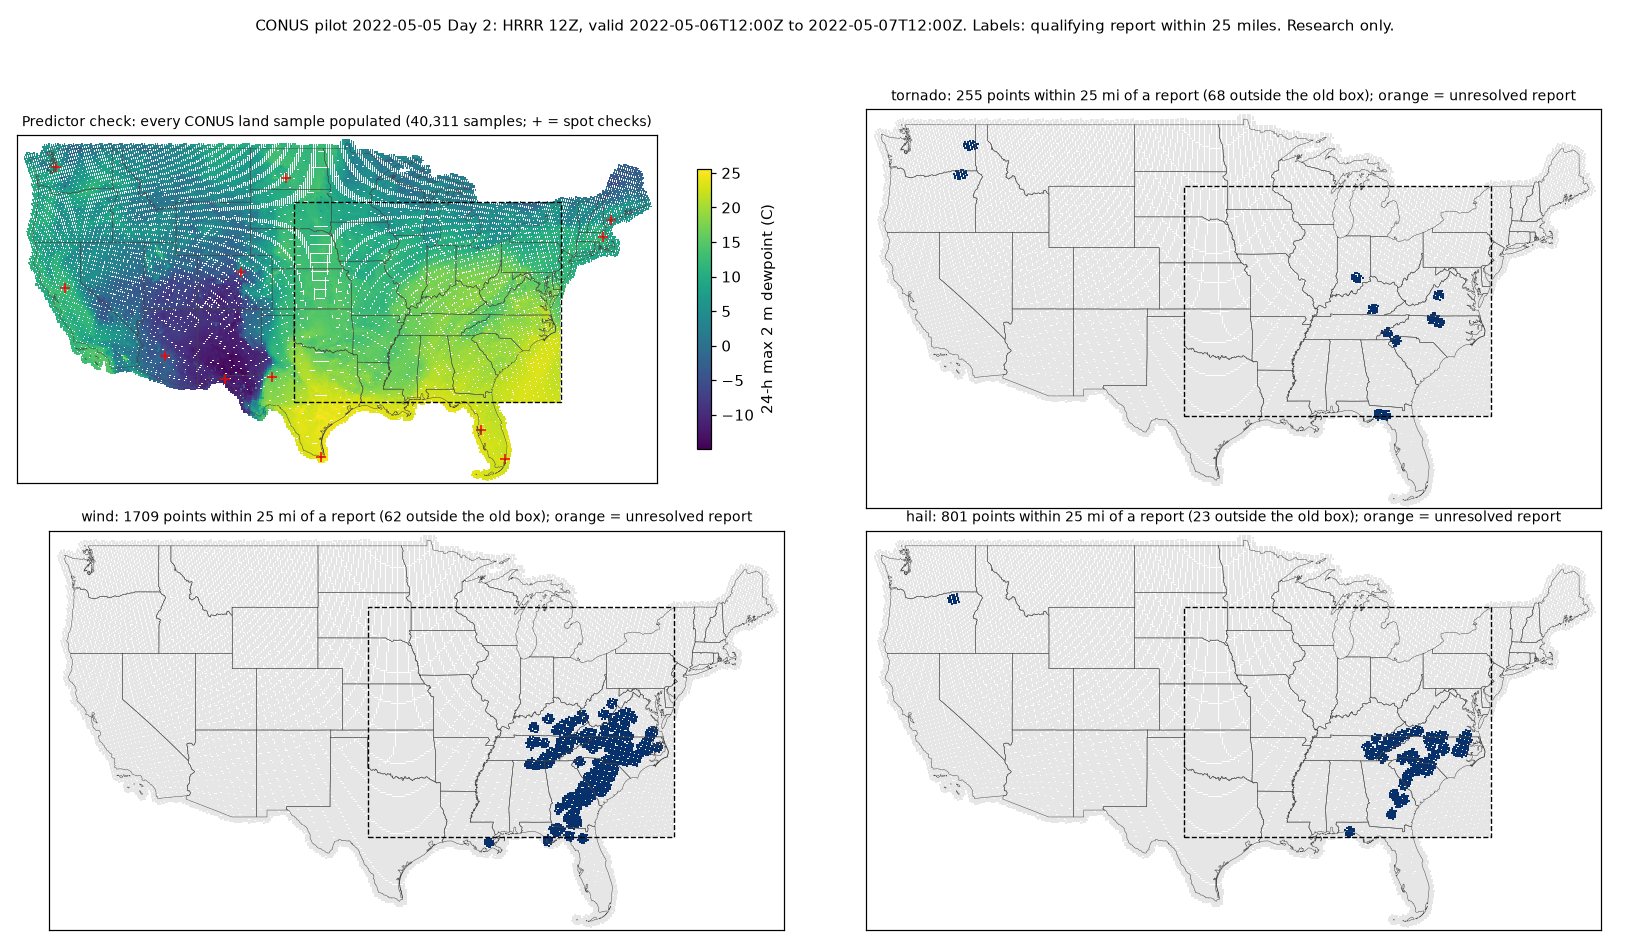 CONUS pilot 2022-05-05 Day 2: HRRR 12Z, valid 2022-05-06T12:00Z to 2022-05-07T12:00Z. Labels: qualifying report within 25 miles. Research only.
Predictor check: every CONUS land sample populated (40,311 samples; + = spot checks)
25
20
15
10
5
0
−5
−10
24-h max 2 m dewpoint (C)
tornado: 255 points within 25 mi of a report (68 outside the old box); orange = unresolved report
wind: 1709 points within 25 mi of a report (62 outside the old box); orange = unresolved report
hail: 801 points within 25 mi of a report (23 outside the old box); orange = unresolved report